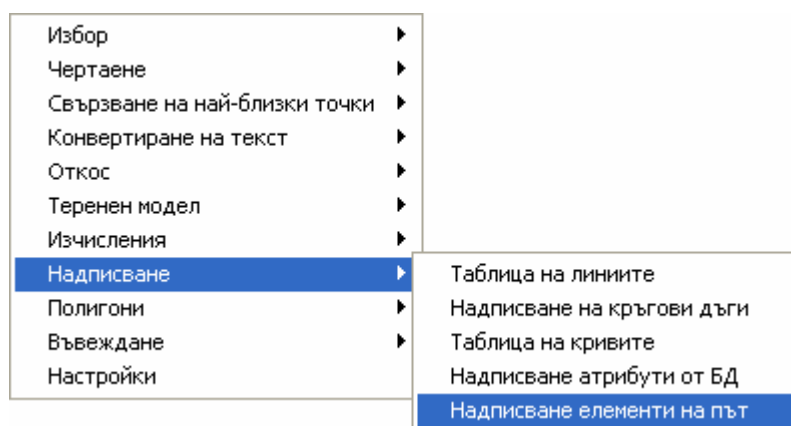 Избор
Чертаене
Свързване на най-близки точки
Конвертиране на текст
Откос
Теренен модел
Изчисления
Надписване
Полигони
Въвеждане
Настройки
Таблица на линиите
Надписване на кръгови дъги
Таблица на кривите
Надписване атрибути от БД
Надписване елементи на път